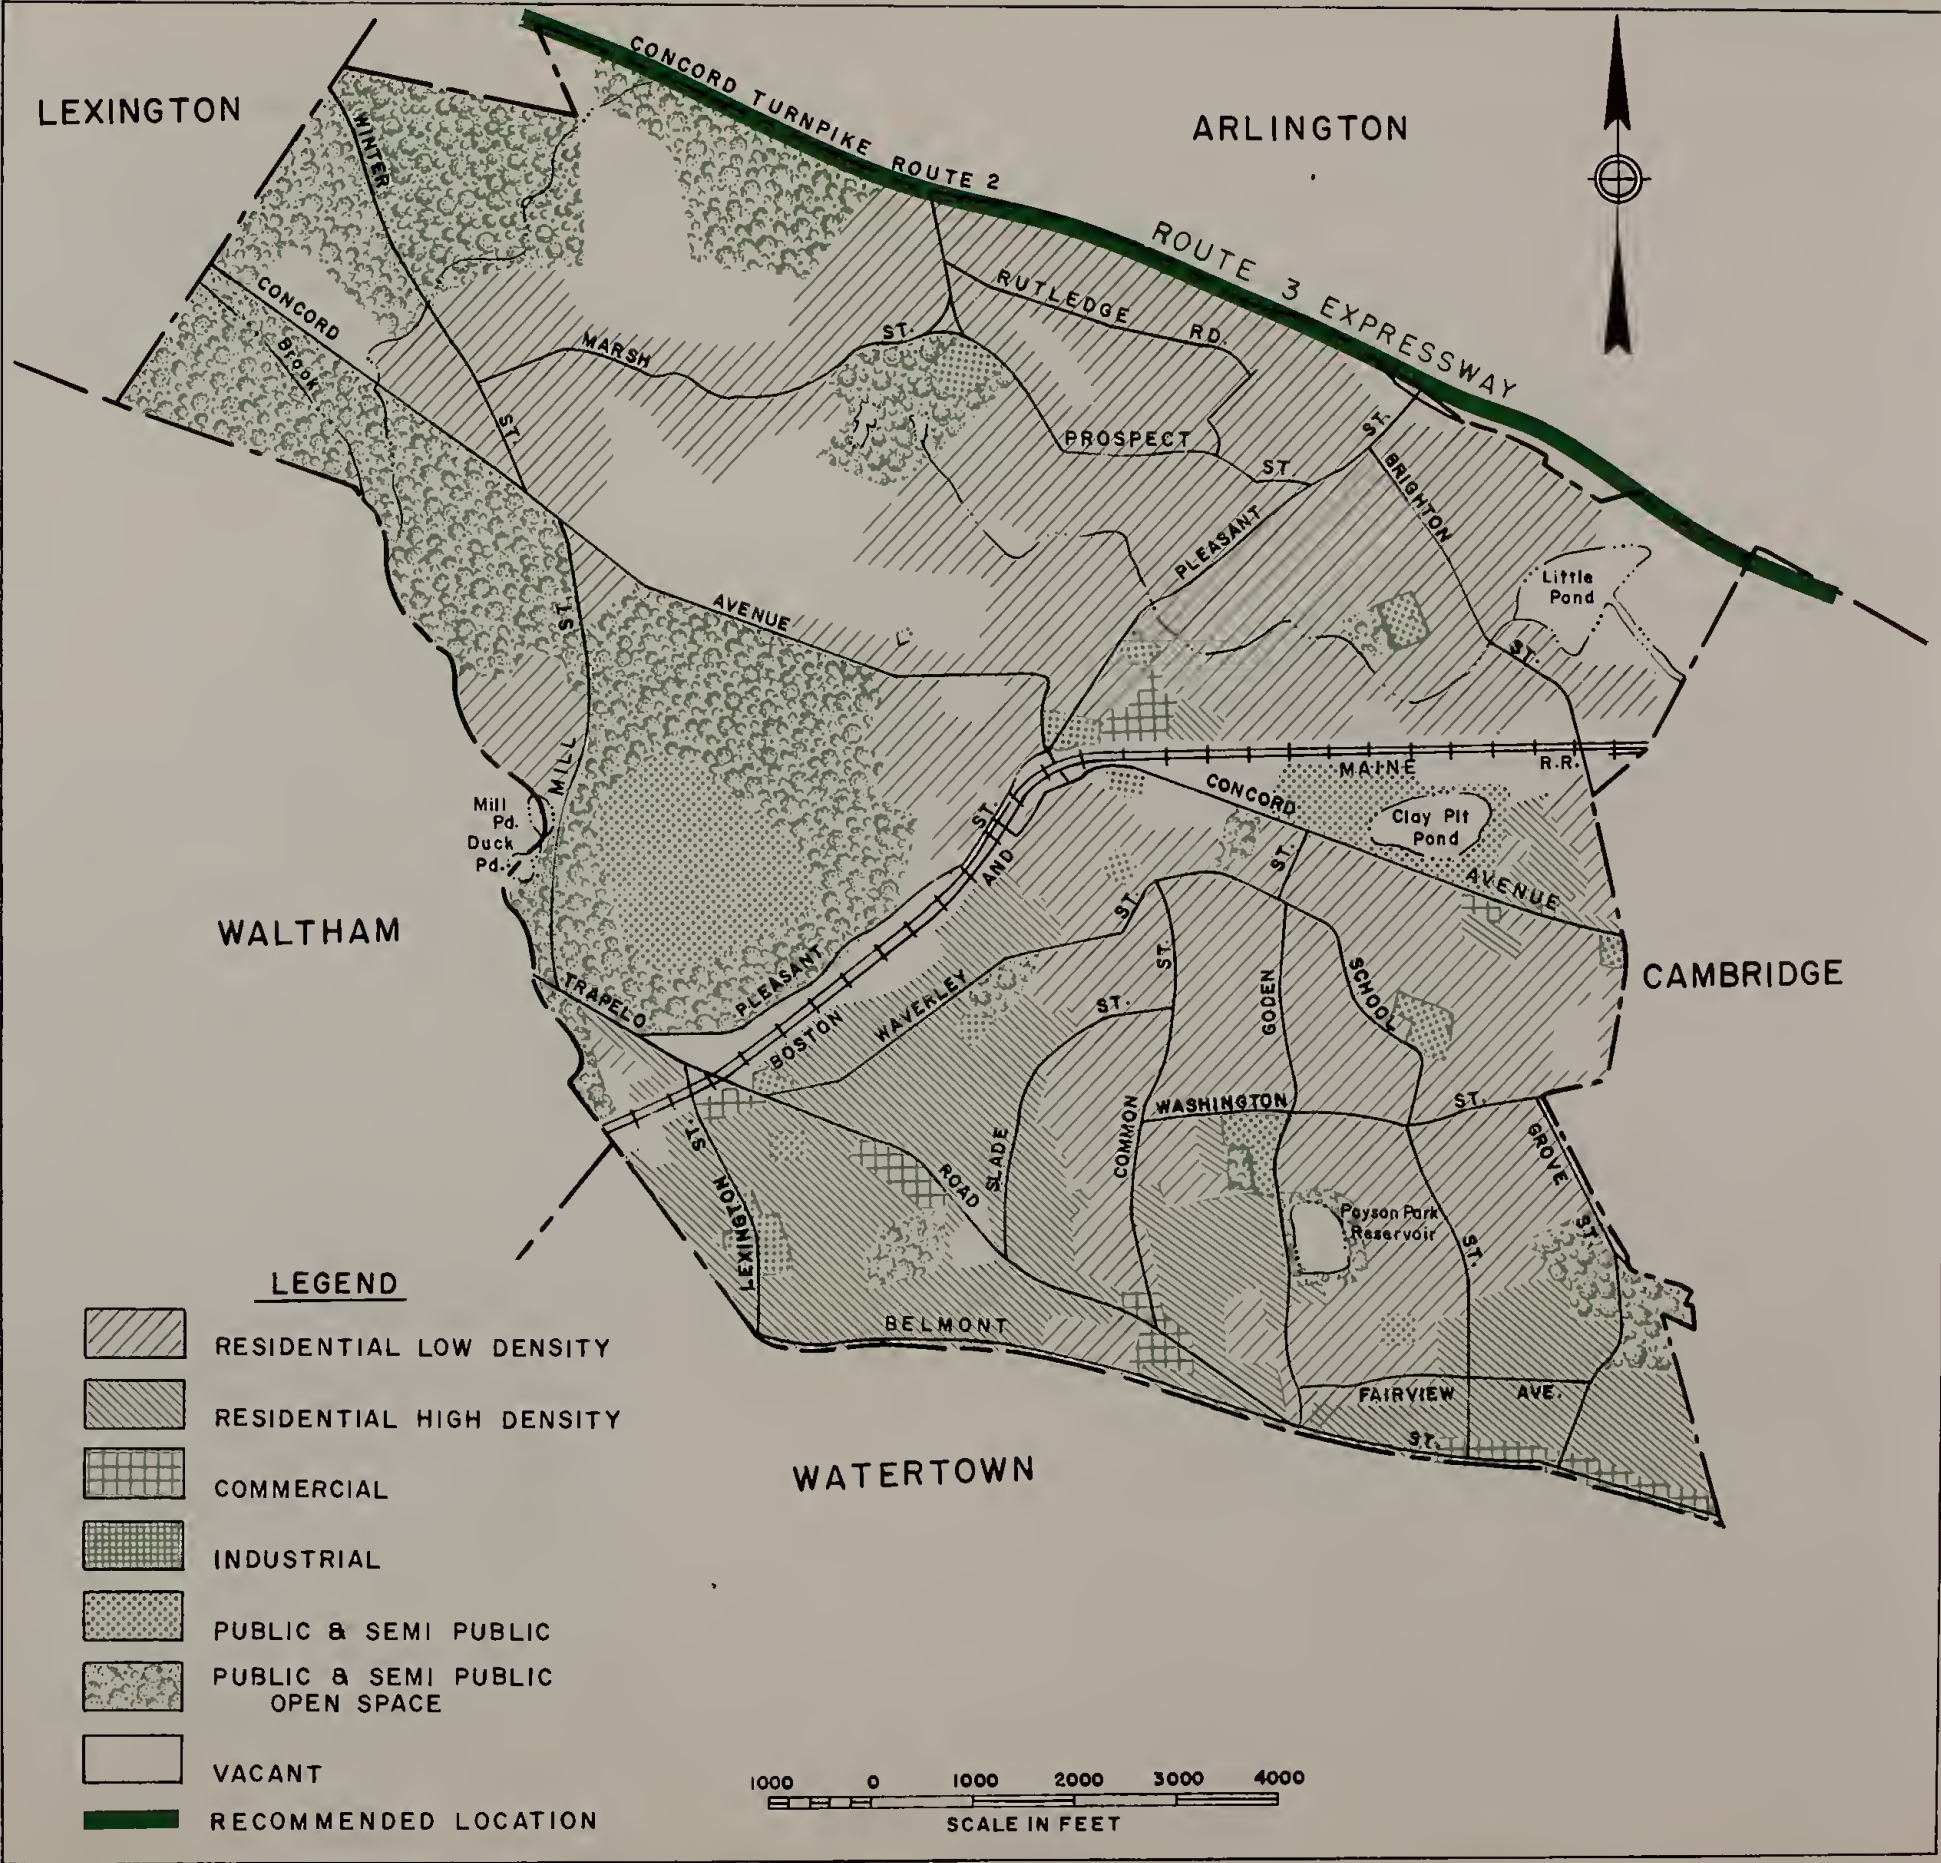 LEXINGTON
ARLINGTON
CONCORD TURNPIKE ROUTE 2
ROUTE 3 EXPRESSWAY
WINTER
ST.
CONCORD
Brook
MARSH
ST.
RUTLEDGE RD.
PROSPECT
ST.
ST.
BRIGHTON
ST.
PLEASANT
Little
Pond
AVENUE
ST.
MILL
Mill
Pd.
Duck
Pd.
MAINE R.R.
CONCORD
Clay Pit
Pond
AVENUE
ST.
AND
ST.
ST.
WALTHAM
CAMBRIDGE
TRAPELO
PLEASANT
BOSTON
WAVERLEY
ST.
ST.
GODEN
SCHOOL
COMMON
WASHINGTON
ST.
GROVE
ST.
SLADE
ROAD
ST.
LEXINGTON
Payson Park
Reservoir
ST.
BELMONT
FAIRVIEW AVE.
ST.
WATERTOWN
LEGEND
RESIDENTIAL LOW DENSITY
RESIDENTIAL HIGH DENSITY
COMMERCIAL
INDUSTRIAL
PUBLIC & SEMI PUBLIC
PUBLIC & SEMI PUBLIC
OPEN SPACE
VACANT
RECOMMENDED LOCATION
1000 0 1000 2000 3000 4000
SCALE IN FEET